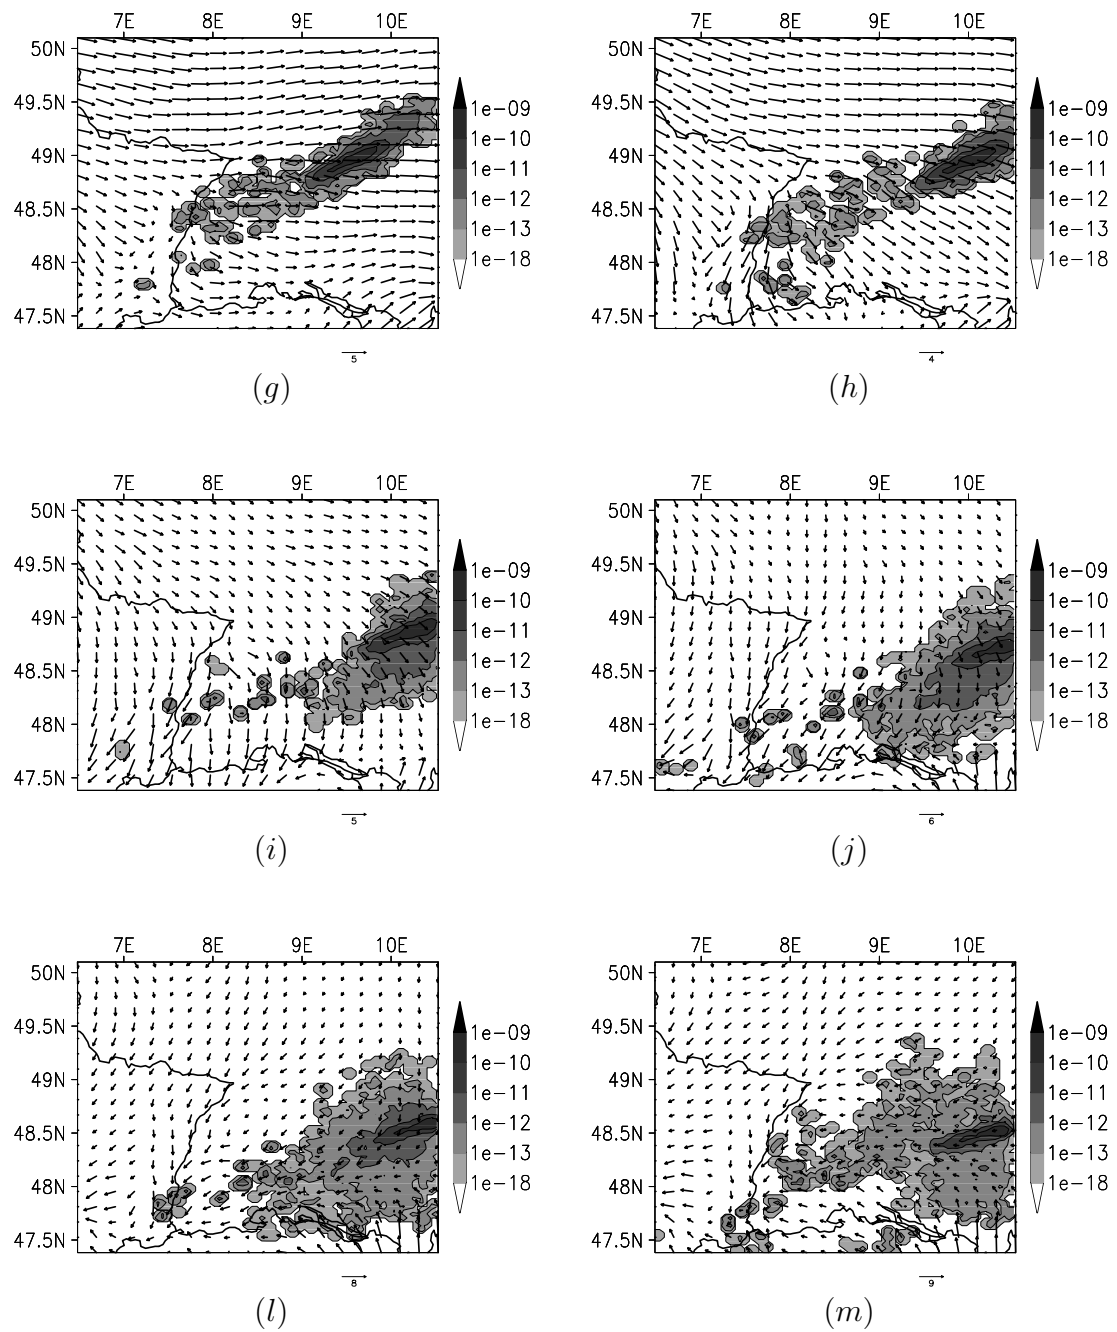 7E 8E 9E 10E
50N
49.5N
49N
48.5N
48N
47.5N
1e-09
1e-10
1e-11
1e-12
1e-13
1e-18
5
(g)
7E 8E 9E 10E
50N
49.5N
49N
48.5N
48N
47.5N
1e-09
1e-10
1e-11
1e-12
1e-13
1e-18
4
(h)
7E 8E 9E 10E
50N
49.5N
49N
48.5N
48N
47.5N
1e-09
1e-10
1e-11
1e-12
1e-13
1e-18
5
(i)
7E 8E 9E 10E
50N
49.5N
49N
48.5N
48N
47.5N
1e-09
1e-10
1e-11
1e-12
1e-13
1e-18
6
(j)
7E 8E 9E 10E
50N
49.5N
49N
48.5N
48N
47.5N
1e-09
1e-10
1e-11
1e-12
1e-13
1e-18
8
(l)
7E 8E 9E 10E
50N
49.5N
49N
48.5N
48N
47.5N
1e-09
1e-10
1e-11
1e-12
1e-13
1e-18
9
(m)